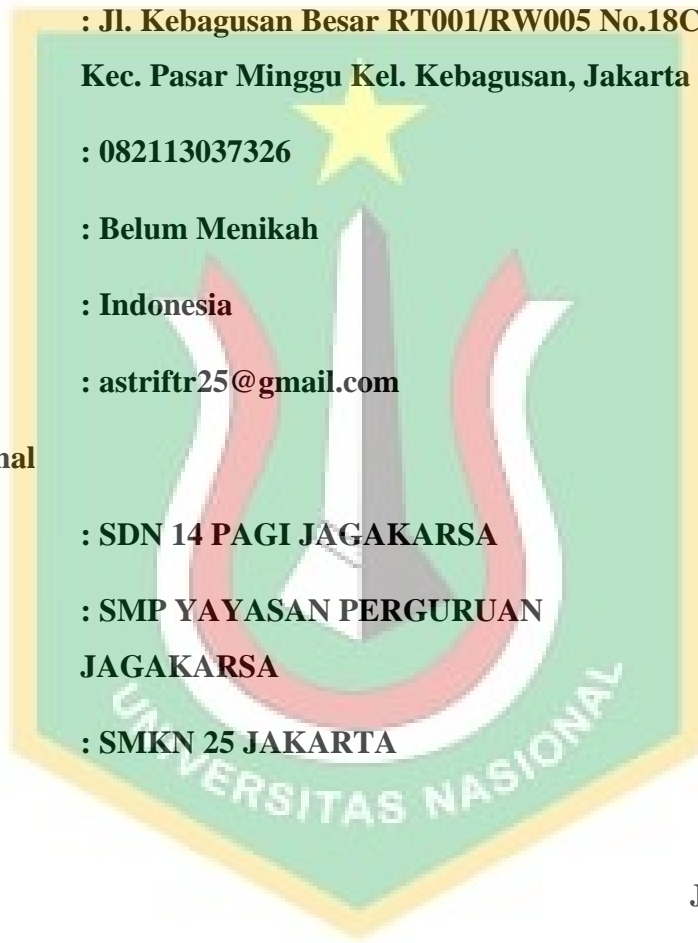 : Jl. Kebagusan Besar RT001/RW005 No.18C
Kec. Pasar Minggu Kel. Kebagusan, Jakarta
: 082113037326
: Belum Menikah
: Indonesia
: astriftr25@gmail.com
nal
: SDN 14 PAGI JAGAKARSA
: SMP YAYASAN PERGURUAN
JAGAKARSA
: SMKN 25 JAKARTA
UNIVERSITAS NASIONAL
J